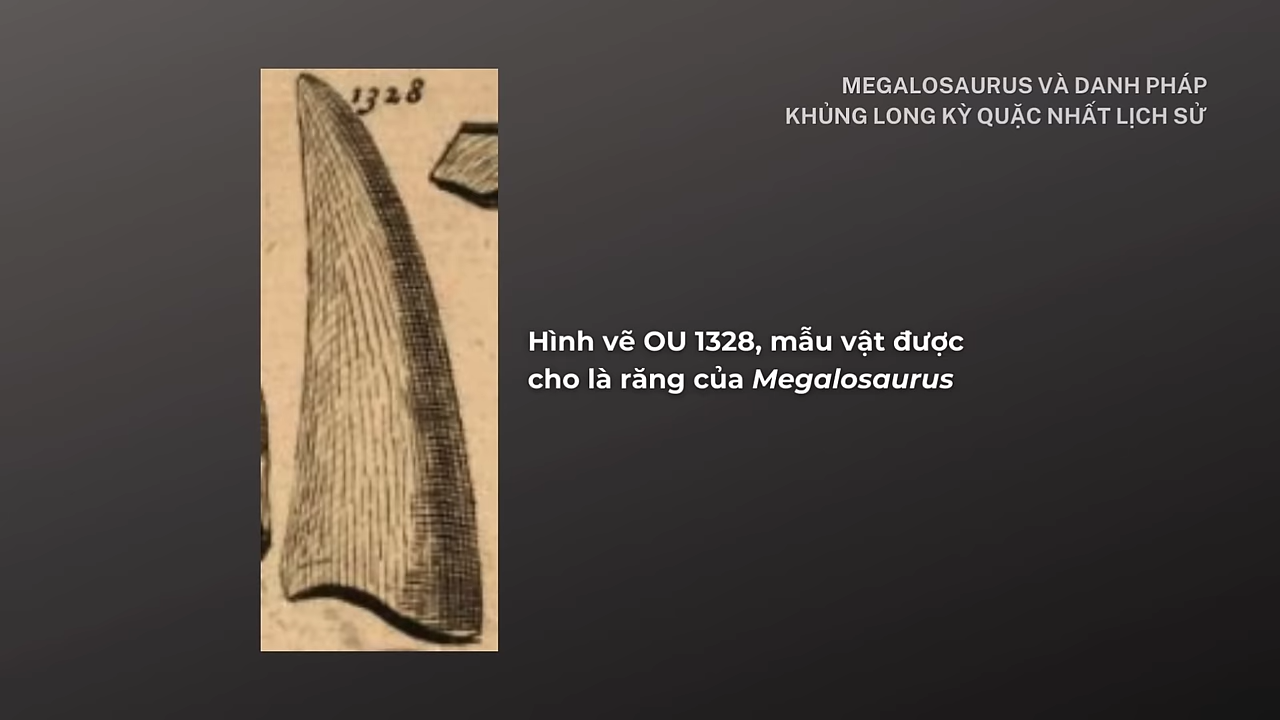 MEGALOSAURUS VÀ DANH PHÁP
KHỦNG LONG KỲ QUẶC NHẤT LỊCH SỬ
1328
Hình vẽ OU 1328, mẫu vật được
cho là răng của Megalosaurus